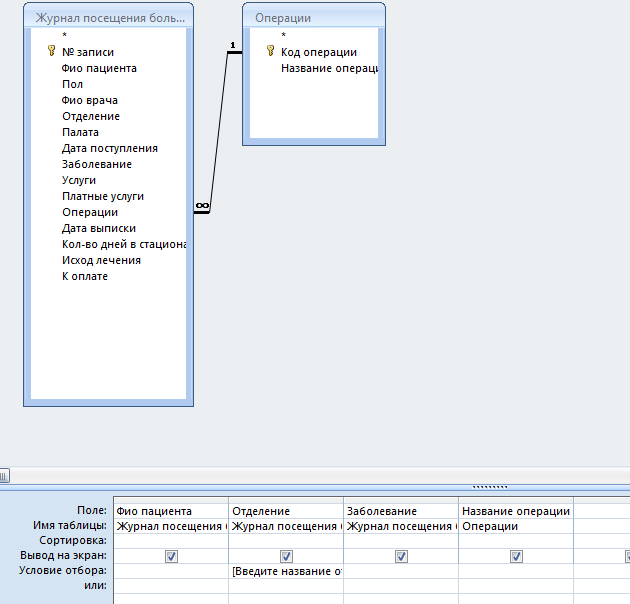 Журнал посещения боль...
*
№ записи
Фио пациента
Пол
Фио врача
Отделение
Палата
Дата поступления
Заболевание
Услуги
Платные услуги
Операции
Дата выписки
Кол-во дней в стациона
Исход лечения
К оплате
Операции
*
Код операции
Название операци
1
∞
Поле: Фио пациента Отделение Заболевание Название операции
Имя таблицы: Журнал посещения Журнал посещения Журнал посещения Операции
Сортировка:
Вывод на экран:
Условие отбора: [Введите название о
или: